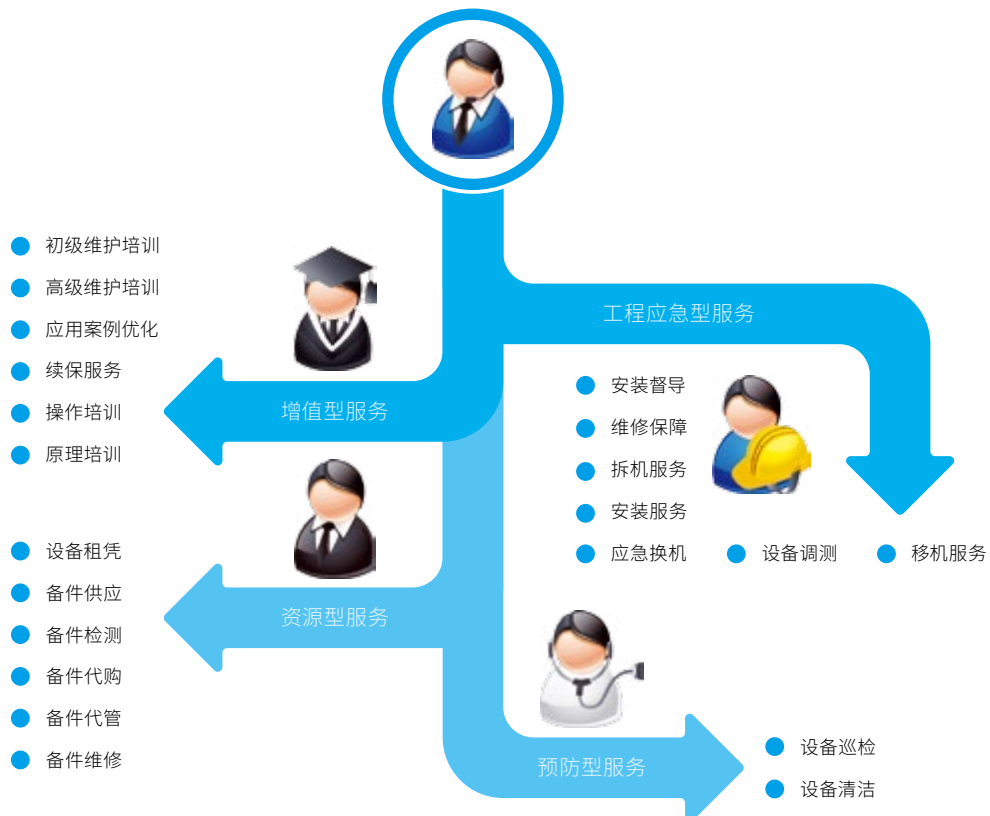 初级维护培训
高级维护培训
应用案例优化
续保服务
操作培训
原理培训
增值型服务
工程应急型服务
安装督导
维修保障
拆机服务
安装服务
应急换机 设备调测 移机服务
设备租凭
备件供应
备件检测
备件代购
备件代管
备件维修
资源型服务
预防型服务
设备巡检
设备清洁